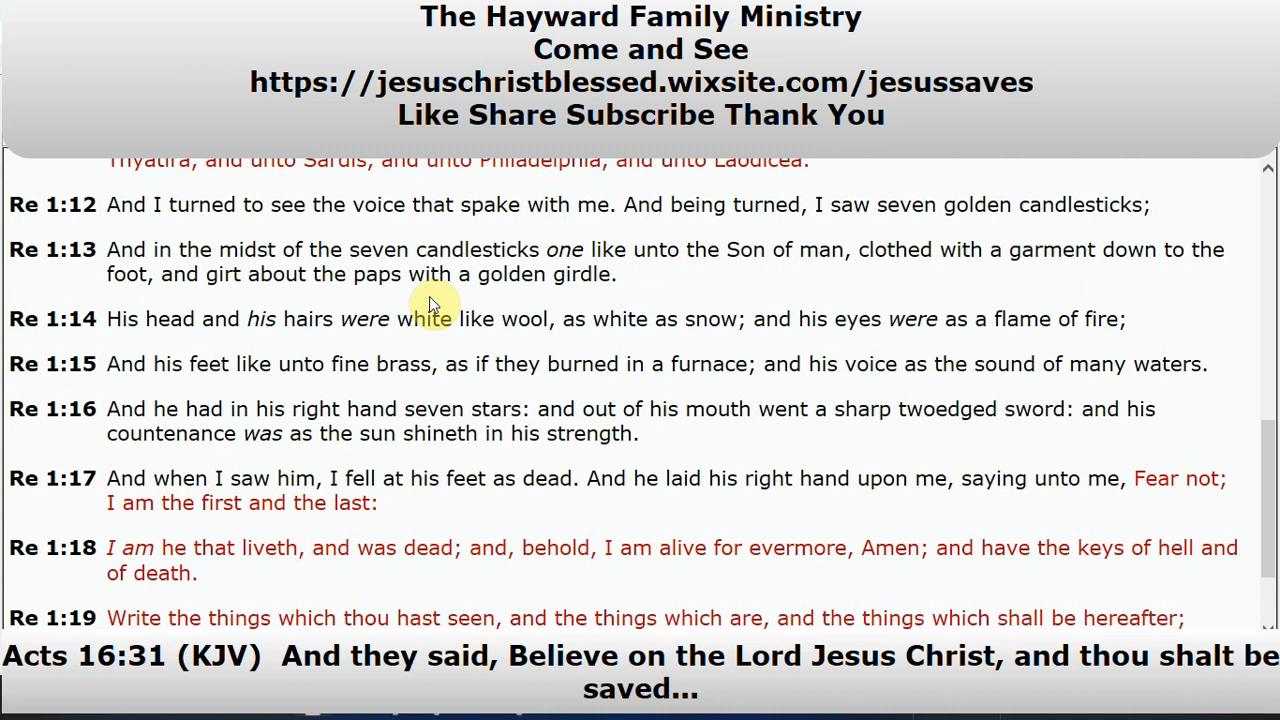 The Hayward Family Ministry
Come and See
https://jesuschristblessed.wixsite.com/jesussaves
Like Share Subscribe Thank You
Thyatira, and unto Sardis, and unto Philadelphia, and unto Laodicea.
Re 1:12 And I turned to see the voice that spake with me. And being turned, I saw seven golden candlesticks;
Re 1:13 And in the midst of the seven candlesticks one like unto the Son of man, clothed with a garment down to the
foot, and girt about the paps with a golden girdle.
Re 1:14 His head and his hairs were white like wool, as white as snow; and his eyes were as a flame of fire;
Re 1:15 And his feet like unto fine brass, as if they burned in a furnace; and his voice as the sound of many waters.
Re 1:16 And he had in his right hand seven stars: and out of his mouth went a sharp twoedged sword: and his
countenance was as the sun shineth in his strength.
Re 1:17 And when I saw him, I fell at his feet as dead. And he laid his right hand upon me, saying unto me, Fear not;
I am the first and the last:
Re 1:18 I am he that liveth, and was dead; and, behold, I am alive for evermore, Amen; and have the keys of hell and
of death.
Re 1:19 Write the things which thou hast seen, and the things which are, and the things which shall be hereafter;
Acts 16:31 (KJV)  And they said, Believe on the Lord Jesus Christ, and thou shalt be
saved...